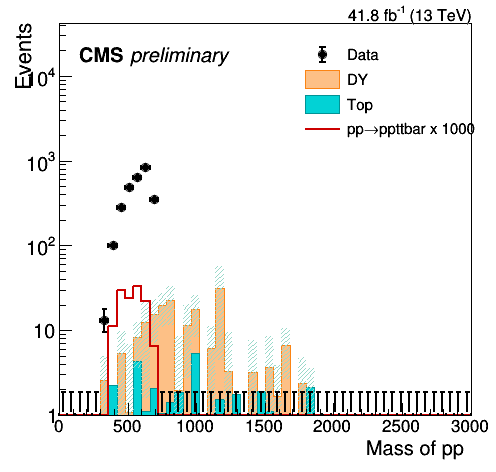 41.8 fb⁻¹ (13 TeV)
Events
CMS preliminary
Data
DY
Top
pp→ppttbar x 1000
10⁴
10³
10²
10
1
0 500 1000 1500 2000 2500 3000
Mass of pp